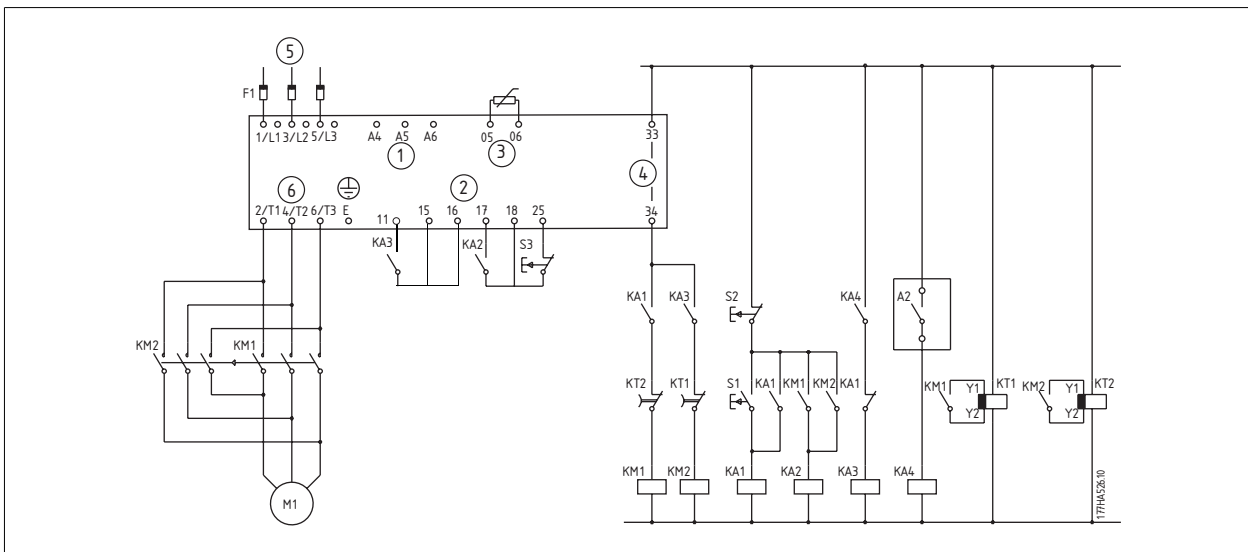 5
F1
1/L1 3/L2 5/L3 A4 A5 A6 05 06 33
1 3
4
6 2
2/T1 4/T2 6/T3 E 11 15 16 17 18 25 34
KA3 KA2 S3
KA1 KA3 S2 KA4 A2
KM2 KM1
KT2 KT1 S1 KA1 KM1 KM2 KA1 KM1 Y1 KT1 KM2 Y1 KT2
Y2 Y2
KM1 KM2 KA1 KA2 KA3 KA4
M1
177HA526.10